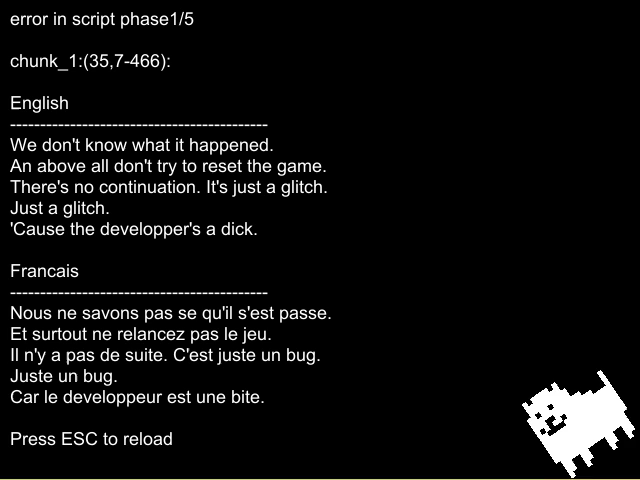 error in script phase1/5
chunk_1:(35,7-466):
English
-------------------------------------------
We don't know what it happened.
An above all don't try to reset the game.
There's no continuation. It's just a glitch.
Just a glitch.
'Cause the developper's a dick.
Francais
-------------------------------------------
Nous ne savons pas se qu'il s'est passe.
Et surtout ne relancez pas le jeu.
Il n'y a pas de suite. C'est juste un bug.
Juste un bug.
Car le developpeur est une bite.
Press ESC to reload